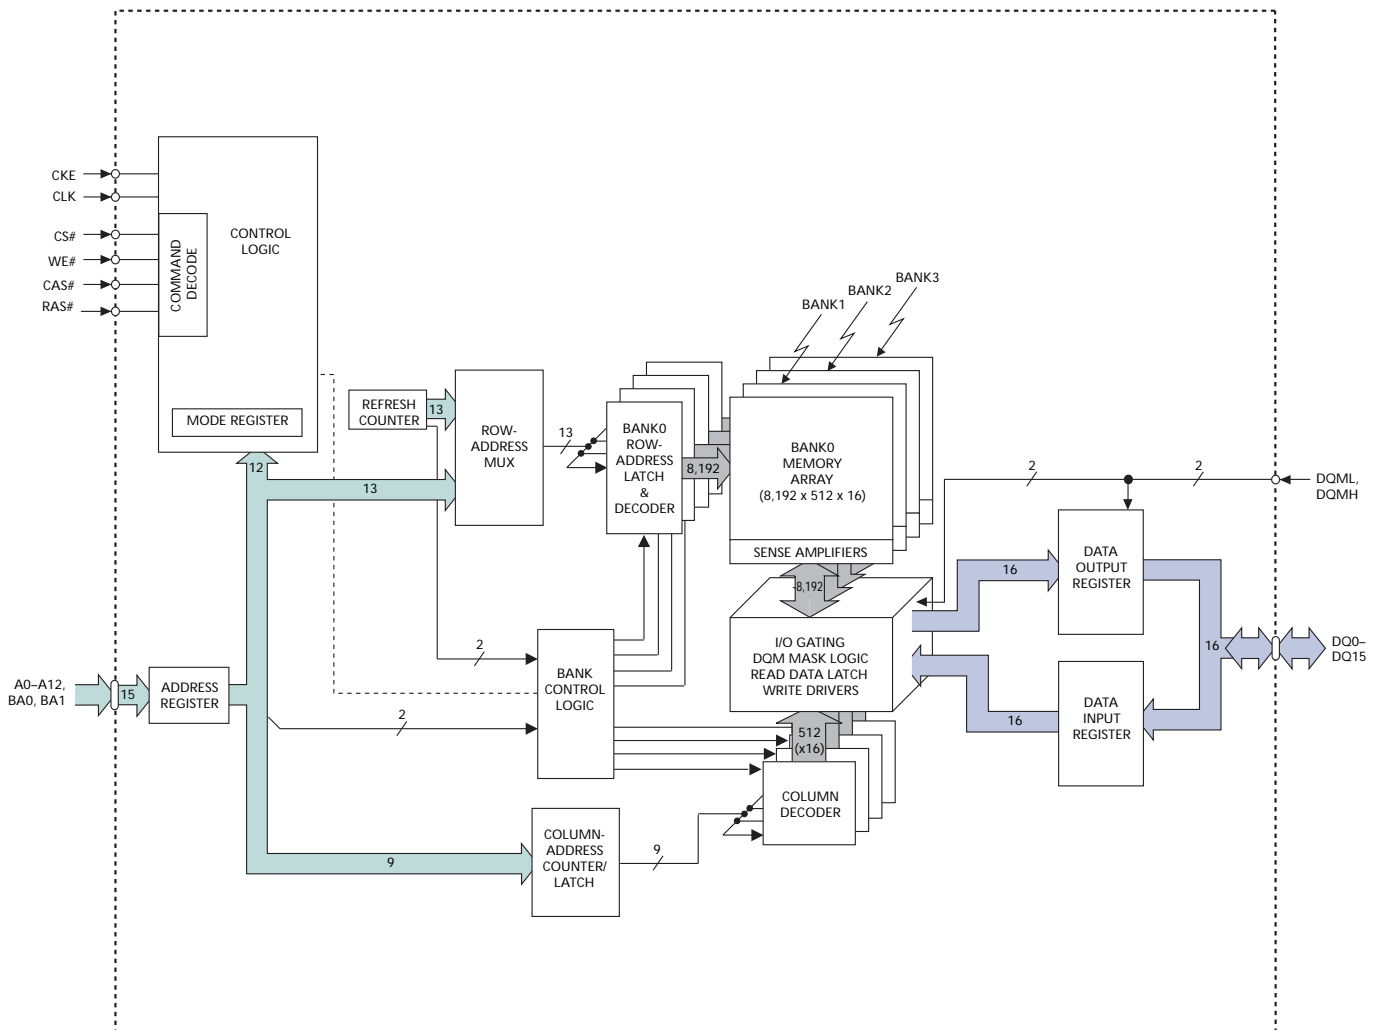 CKE
CLK
CS#
WE#
CAS#
RAS#
COMMAND
DECODE
CONTROL
LOGIC
MODE REGISTER
12
REFRESH
COUNTER
13
13
ROW-
ADDRESS
MUX
13
BANK0
ROW-
ADDRESS
LATCH
&
DECODER
8,192
BANK1
BANK2
BANK3
BANK0
MEMORY
ARRAY
(8,192 x 512 x 16)
SENSE AMPLIFIERS
8,192
I/O GATING
DQM MASK LOGIC
READ DATA LATCH
WRITE DRIVERS
512
(x16)
COLUMN
DECODER
2
2
DQML,
DQMH
16
DATA
OUTPUT
REGISTER
16
DQ0–
DQ15
16
DATA
INPUT
REGISTER
A0–A12,
BA0, BA1
15
ADDRESS
REGISTER
2
2
BANK
CONTROL
LOGIC
9
COLUMN-
ADDRESS
COUNTER/
LATCH
9